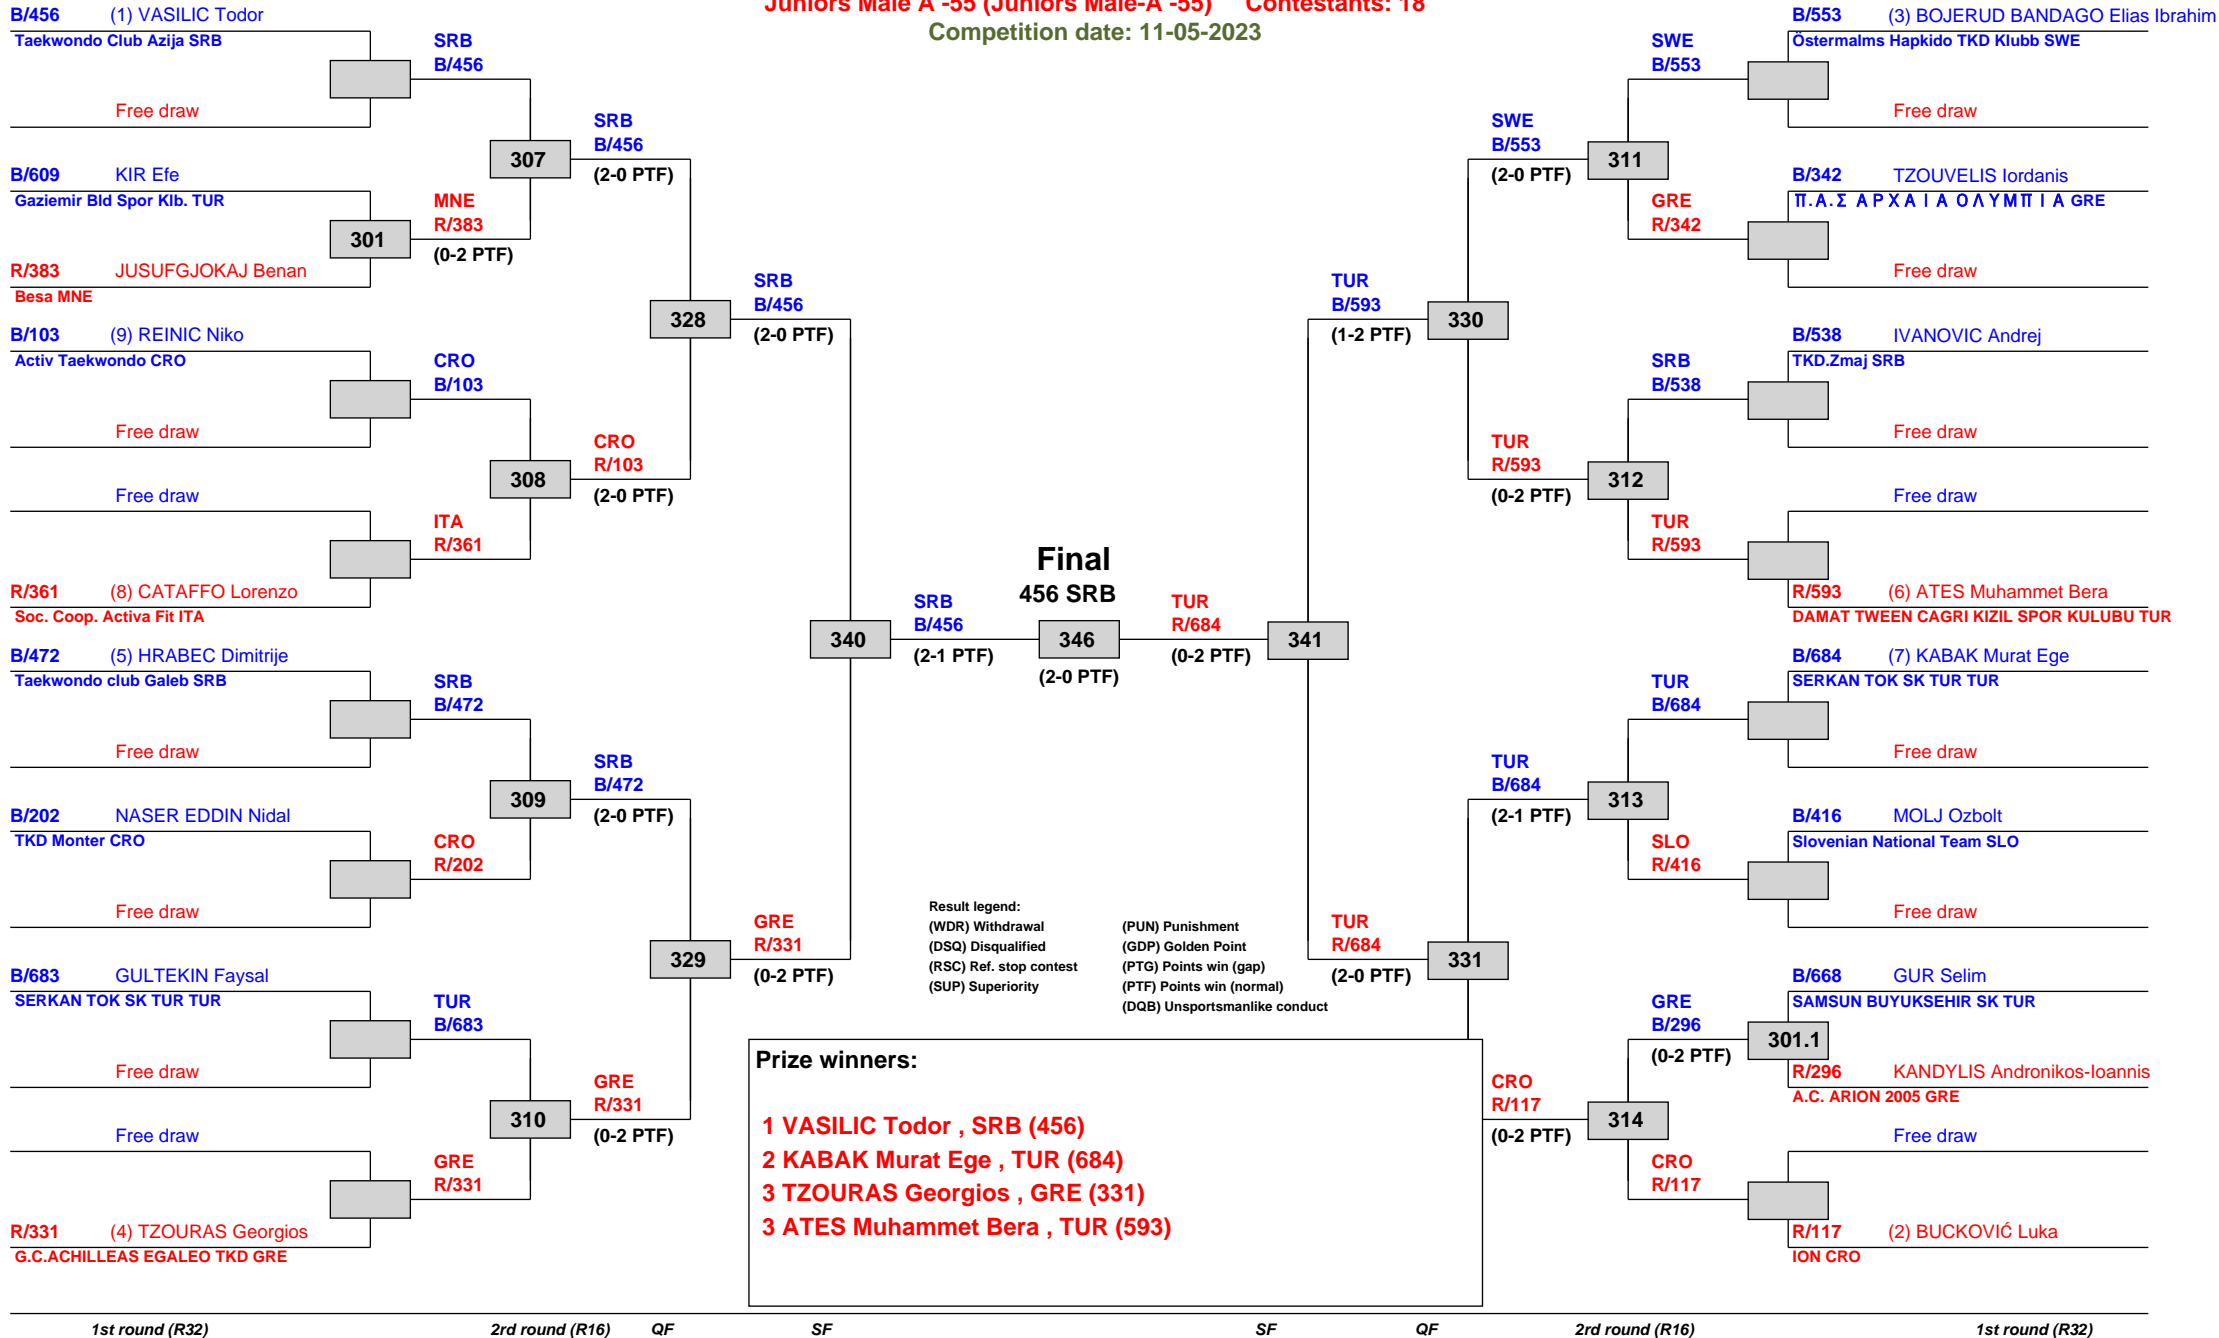 Juniors Male A -55 (Juniors Male-A -55) Contestants: 18
Competition date: 11-05-2023
B/456 (1) VASILIC Todor
Taekwondo Club Azija SRB
Free draw
B/609 KIR Efe
Gaziemir Bld Spor Klb. TUR
301
R/383 JUSUFGJOKAJ Benan
Besa MNE
B/103 (9) REINIC Niko
Activ Taekwondo CRO
Free draw
Free draw
R/361 (8) CATAFFO Lorenzo
Soc. Coop. Activa Fit ITA
B/472 (5) HRABEC Dimitrije
Taekwondo club Galeb SRB
Free draw
B/202 NASER EDDIN Nidal
TKD Monter CRO
Free draw
B/683 GULTEKIN Faysal
SERKAN TOK SK TUR TUR
Free draw
Free draw
R/331 (4) TZOURAS Georgios
G.C.ACHILLEAS EGALEO TKD GRE
SRB
B/456
307
MNE
R/383
(0-2 PTF)
CRO
B/103
308
ITA
R/361
SRB
B/472
309
CRO
R/202
TUR
B/683
310
GRE
R/331
SRB
B/456
(2-0 PTF)
328
CRO
R/103
(2-0 PTF)
SRB
B/472
(2-0 PTF)
329
GRE
R/331
(0-2 PTF)
SRB
B/456
(2-0 PTF)
340
GRE
R/331
(0-2 PTF)
SRB
B/456
(2-1 PTF)
Final
456 SRB
346
(2-0 PTF)
TUR
R/684
(0-2 PTF)
341
TUR
B/593
(1-2 PTF)
330
TUR
R/684
(2-0 PTF)
331
SWE
B/553
(2-0 PTF)
311
TUR
R/593
(0-2 PTF)
312
TUR
B/684
(2-1 PTF)
313
CRO
R/117
(0-2 PTF)
314
SWE
B/553
GRE
R/342
SRB
B/538
TUR
R/593
TUR
B/684
SLO
R/416
GRE
B/296
(0-2 PTF)
CRO
R/117
B/553 (3) BOJERUD BANDAGO Elias Ibrahim
Östermalms Hapkido TKD Klubb SWE
Free draw
B/342 TZOUVELIS Iordanis
Π.Α.Σ ΑΡΧΑΙΑ ΟΛΥΜΠΙΑ GRE
Free draw
B/538 IVANOVIC Andrej
TKD.Zmaj SRB
Free draw
Free draw
R/593 (6) ATES Muhammet Bera
DAMAT TWEEN CAGRI KIZIL SPOR KULUBU TUR
B/684 (7) KABAK Murat Ege
SERKAN TOK SK TUR TUR
Free draw
B/416 MOLJ Ozbolt
Slovenian National Team SLO
Free draw
B/668 GUR Selim
SAMSUN BUYUKSEHIR SK TUR
301.1
R/296 KANDYLIS Andronikos-Ioannis
A.C. ARION 2005 GRE
Free draw
R/117 (2) BUCKOVIĆ Luka
ION CRO
Result legend:
(WDR) Withdrawal (PUN) Punishment
(DSQ) Disqualified (GDP) Golden Point
(RSC) Ref. stop contest (PTG) Points win (gap)
(SUP) Superiority (PTF) Points win (normal)
(DQB) Unsportsmanlike conduct
Prize winners:
1 VASILIC Todor , SRB (456)
2 KABAK Murat Ege , TUR (684)
3 TZOURAS Georgios , GRE (331)
3 ATES Muhammet Bera , TUR (593)
1st round (R32) 2rd round (R16) QF SF SF QF 2rd round (R16) 1st round (R32)